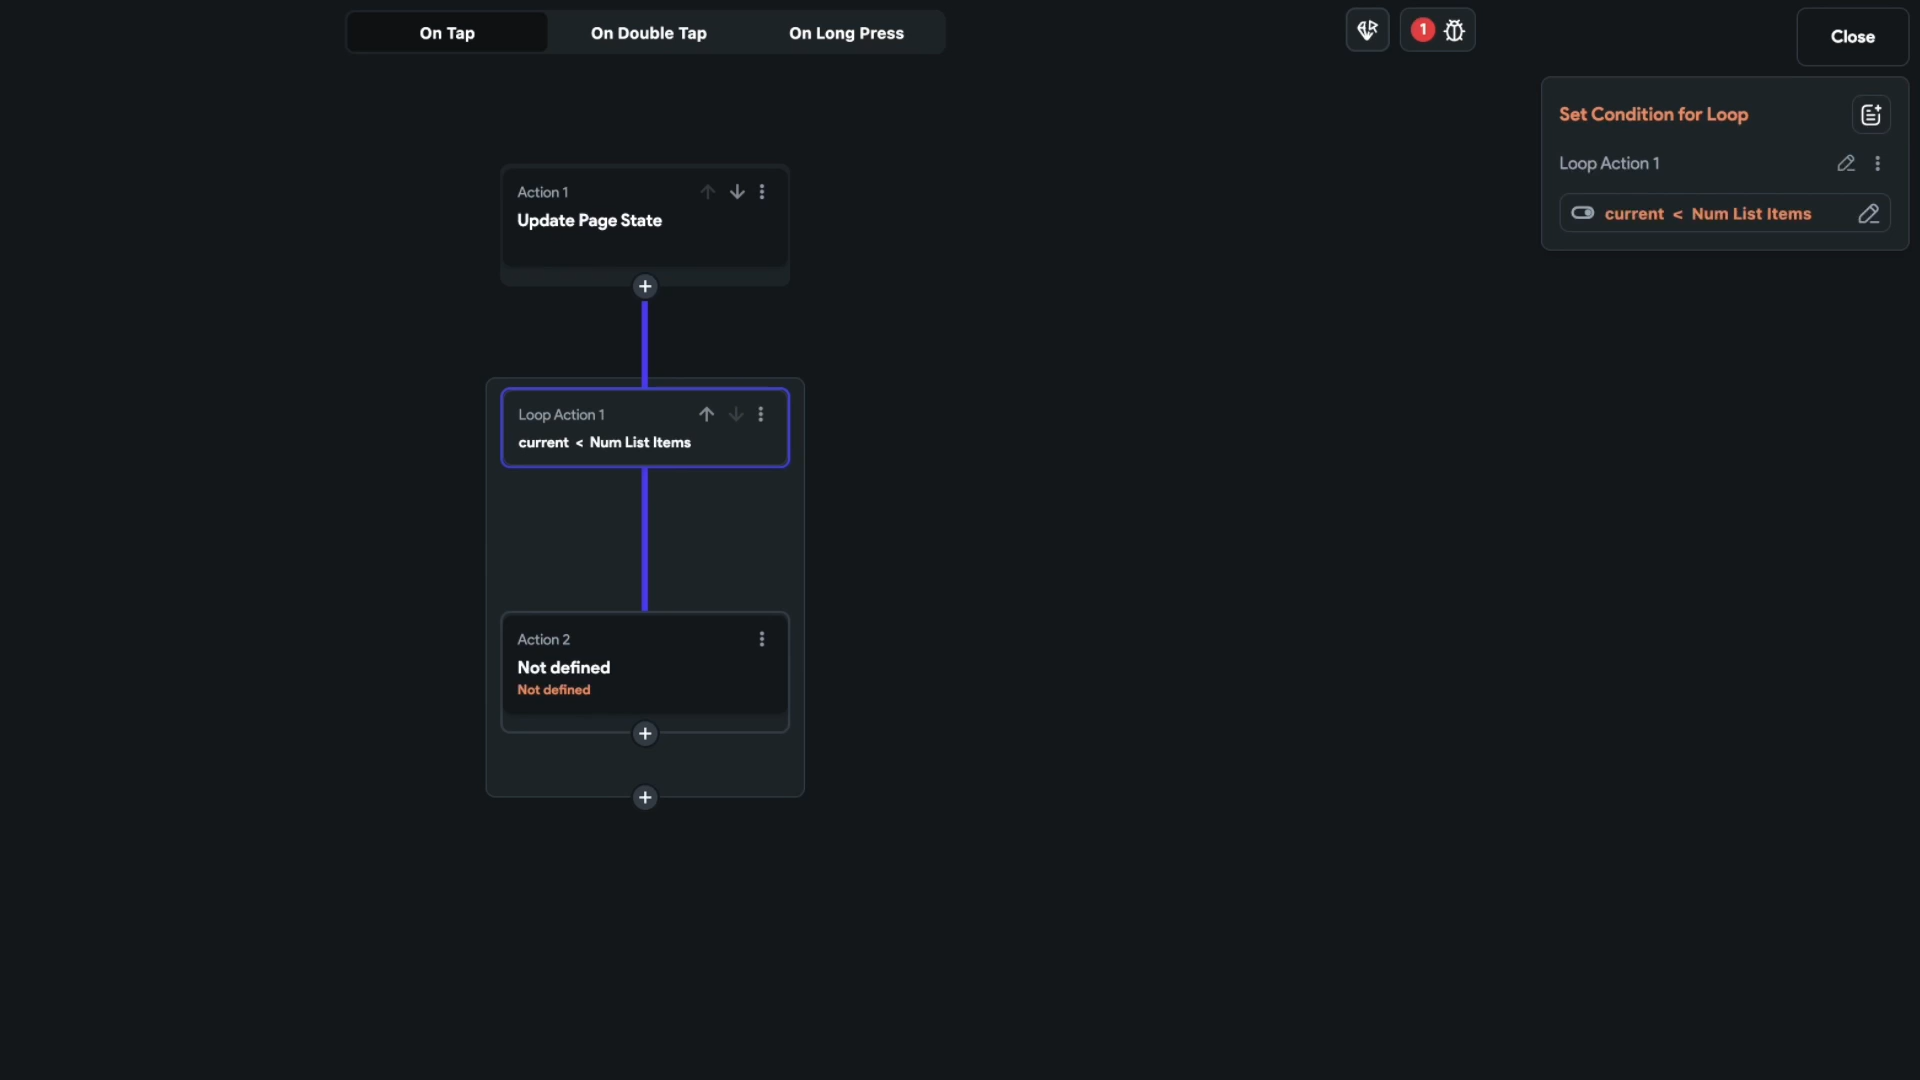 On Tap
On Double Tap
On Long Press
1
Close
Set Condition for Loop
Loop Action 1
current < Num List Items
Action 1
Update Page State
Loop Action 1
current < Num List Items
Action 2
Not defined
Not defined